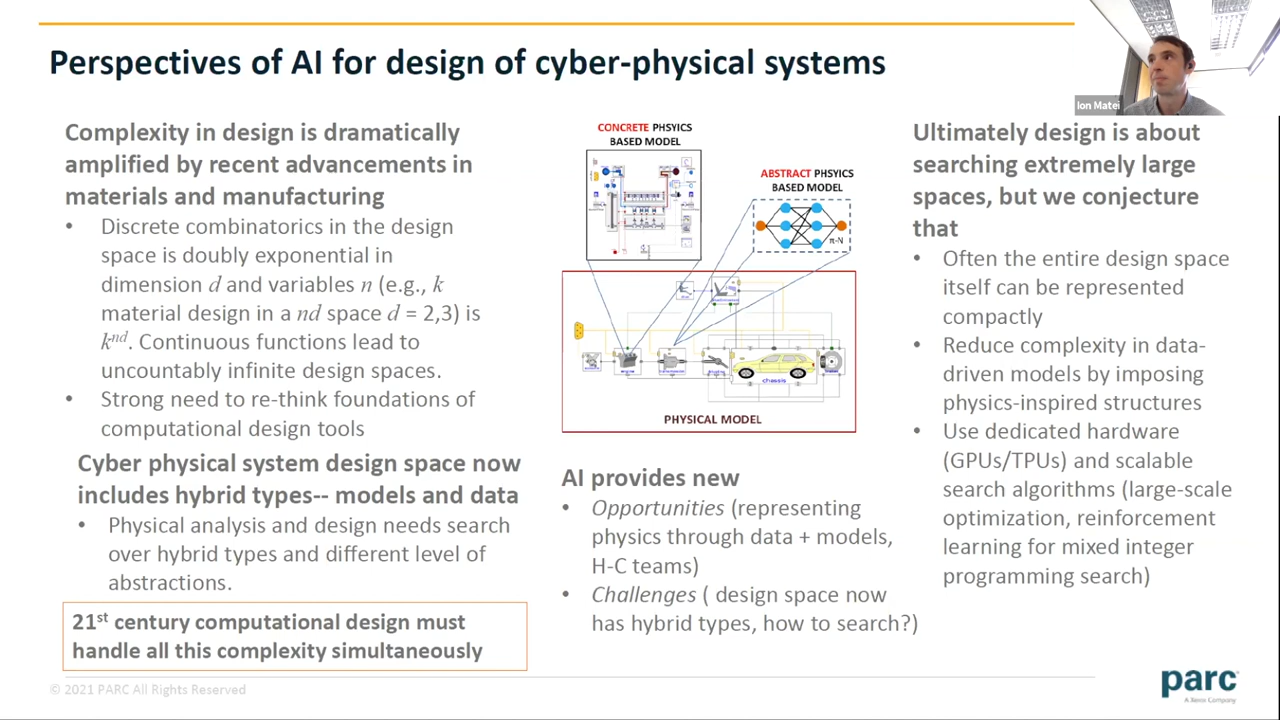 Perspectives of AI for design of cyber-physical systems
Ion Matei
Complexity in design is dramatically
amplified by recent advancements in
materials and manufacturing
• Discrete combinatorics in the design
space is doubly exponential in
dimension d and variables n (e.g., k
material design in a nd space d = 2,3) is
kⁿᵈ. Continuous functions lead to
uncountably infinite design spaces.
• Strong need to re-think foundations of
computational design tools
Cyber physical system design space now
includes hybrid types-- models and data
• Physical analysis and design needs search
over hybrid types and different level of
abstractions.
21st century computational design must
handle all this complexity simultaneously
CONCRETE PHSYICS
BASED MODEL
ABSTRACT PHYSICS
BASED MODEL
π-N
chassis
PHYSICAL MODEL
AI provides new
• Opportunities (representing
physics through data + models,
H-C teams)
• Challenges ( design space now
has hybrid types, how to search?)
Ultimately design is about
searching extremely large
spaces, but we conjecture
that
• Often the entire design space
itself can be represented
compactly
• Reduce complexity in data-
driven models by imposing
physics-inspired structures
• Use dedicated hardware
(GPUs/TPUs) and scalable
search algorithms (large-scale
optimization, reinforcement
learning for mixed integer
programming search)
© 2021 PARC All Rights Reserved
parc
A Xerox Company